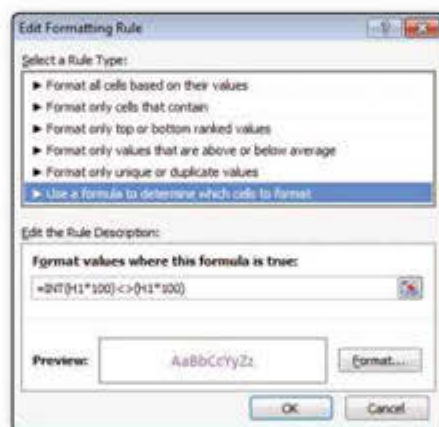 Edit Formatting Rule
Select a Rule Type:
► Format all cells based on their values
► Format only cells that contain
► Format only top or bottom ranked values
► Format only values that are above or below average
► Format only unique or duplicate values
► Use a formula to determine which cells to format
Edit the Rule Description:
Format values where this formula is true:
=INT(H1*100)<>(H1*100)
Preview: AaBbCcYyZz Format...
OK Cancel